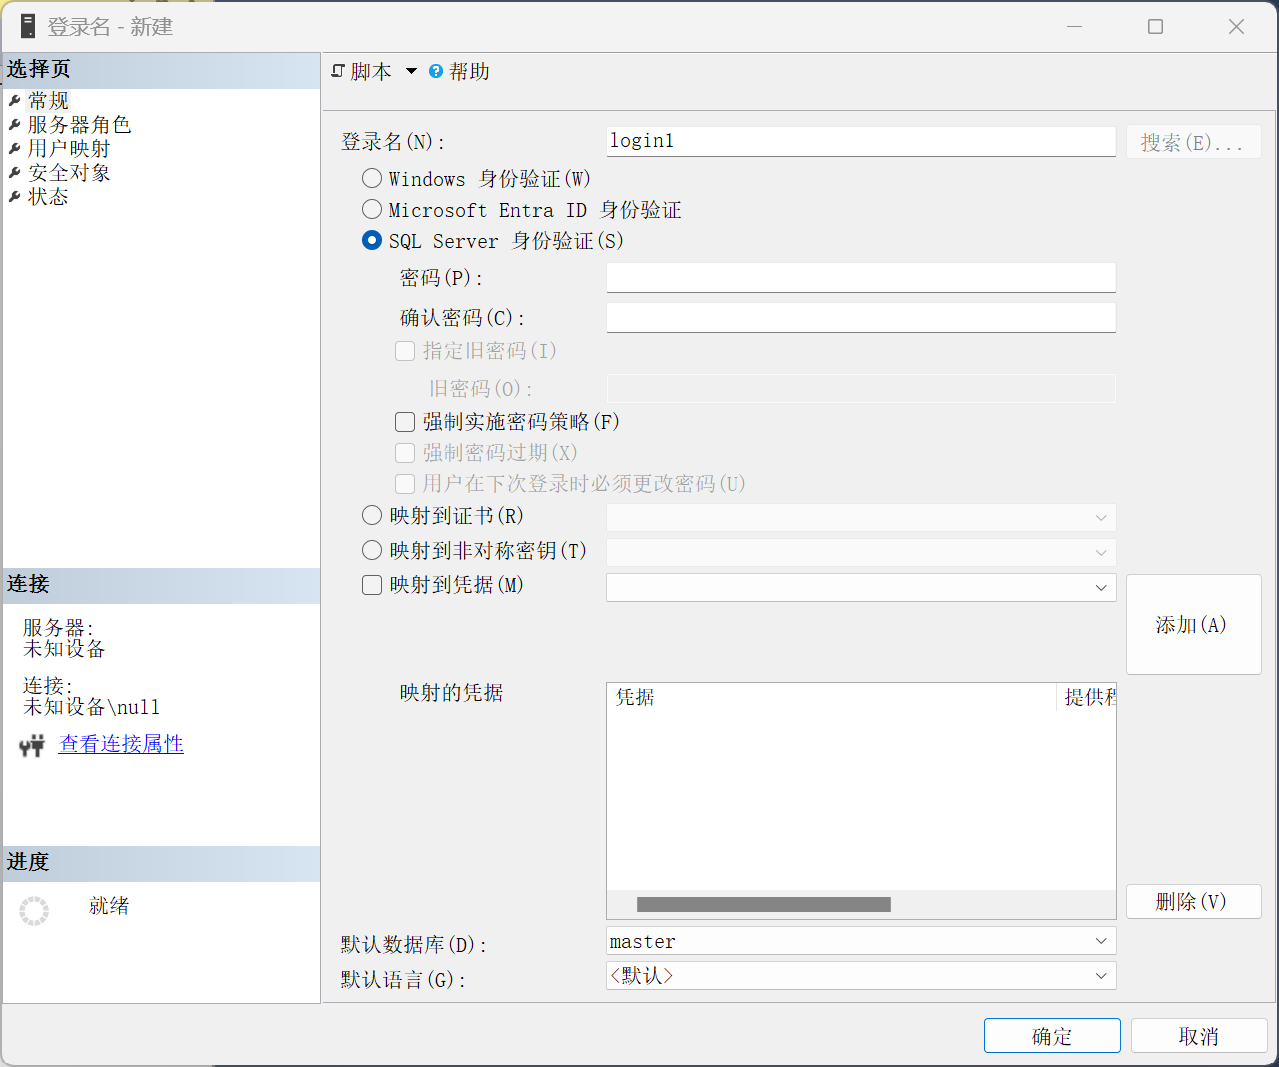 登录名 - 新建
选择页
常规
服务器角色
用户映射
安全对象
状态
连接
服务器:
未知设备
连接:
未知设备\null
查看连接属性
进度
就绪
脚本
帮助
登录名(N):
login1
搜索(E)...
Windows 身份验证(W)
Microsoft Entra ID 身份验证
SQL Server 身份验证(S)
密码(P):
确认密码(C):
指定旧密码(I)
旧密码(O):
强制实施密码策略(F)
强制密码过期(X)
用户在下次登录时必须更改密码(U)
映射到证书(R)
映射到非对称密钥(T)
映射到凭据(M)
添加(A)
映射的凭据
凭据
提供程
删除(V)
默认数据库(D):
master
默认语言(G):
<默认>
确定
取消